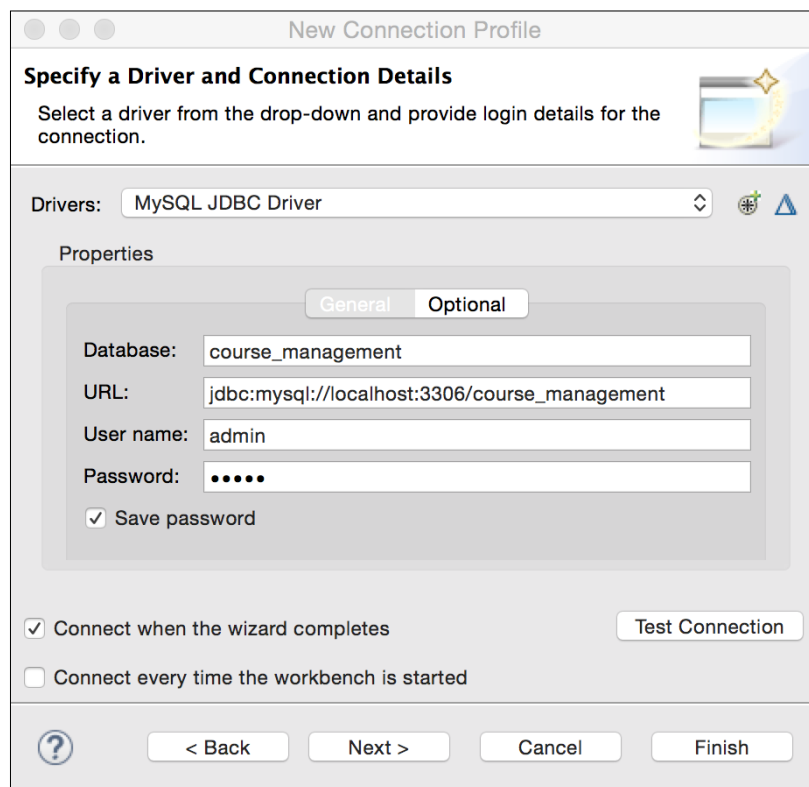 New Connection Profile
Specify a Driver and Connection Details
Select a driver from the drop-down and provide login details for the
connection.
Drivers: MySQL JDBC Driver
Properties
General Optional
Database: course_management
URL: jdbc:mysql://localhost:3306/course_management
User name: admin
Password: •••••
Save password
Connect when the wizard completes Test Connection
Connect every time the workbench is started
? < Back Next > Cancel Finish